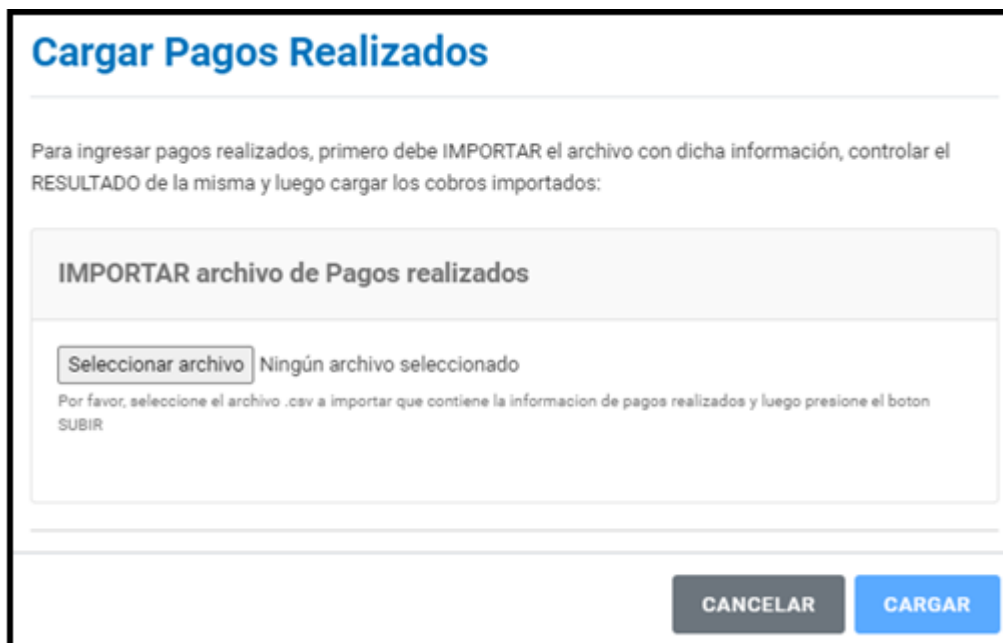 Cargar Pagos Realizados
Para ingresar pagos realizados, primero debe IMPORTAR el archivo con dicha información, controlar el
RESULTADO de la misma y luego cargar los cobros importados:
IMPORTAR archivo de Pagos realizados
Seleccionar archivo Ningún archivo seleccionado
Por favor, seleccione el archivo .csv a importar que contiene la informacion de pagos realizados y luego presione el boton
SUBIR
CANCELAR CARGAR